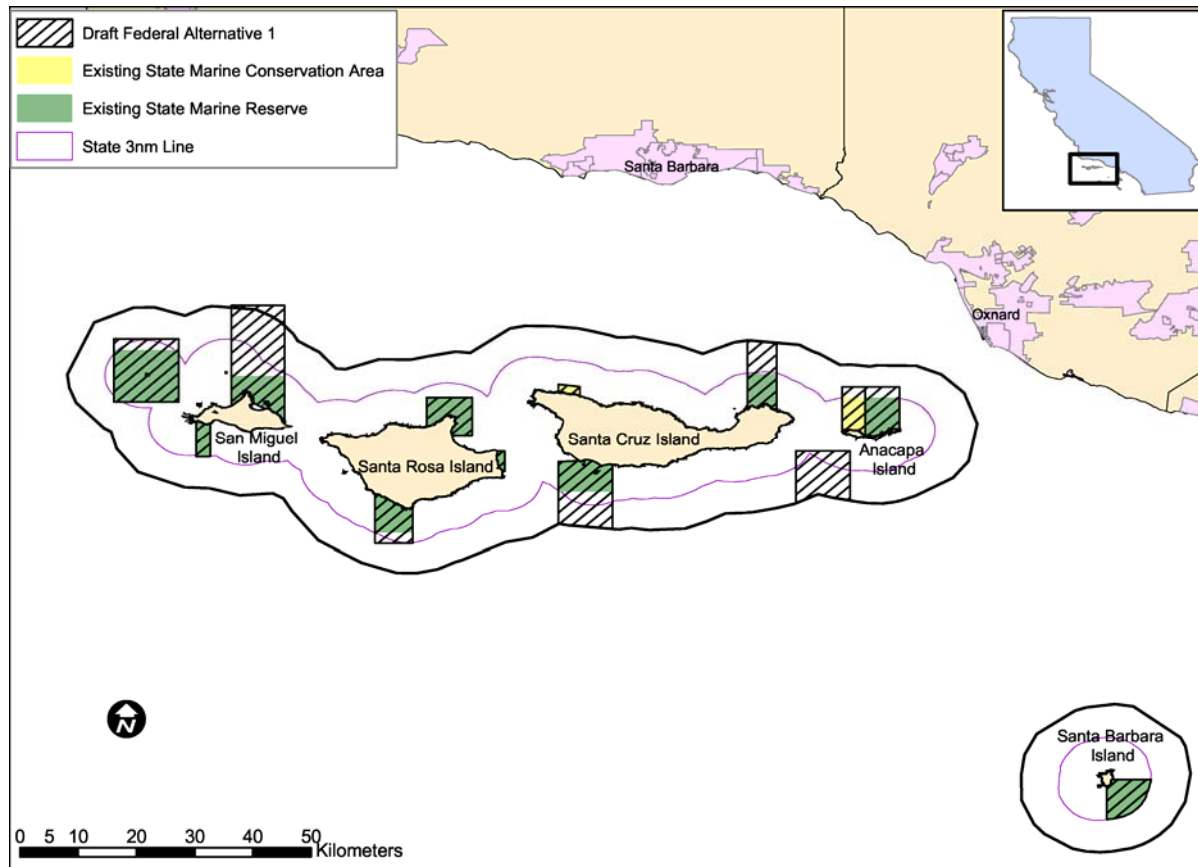 Draft Federal Alternative 1
Existing State Marine Conservation Area
Existing State Marine Reserve
State 3nm Line
Santa Barbara
Oxnard
San Miguel
Island
Santa Rosa Island
Santa Cruz Island
Anacapa
Island
N
Santa Barbara
Island
0 5 10 20 30 40 50
Kilometers